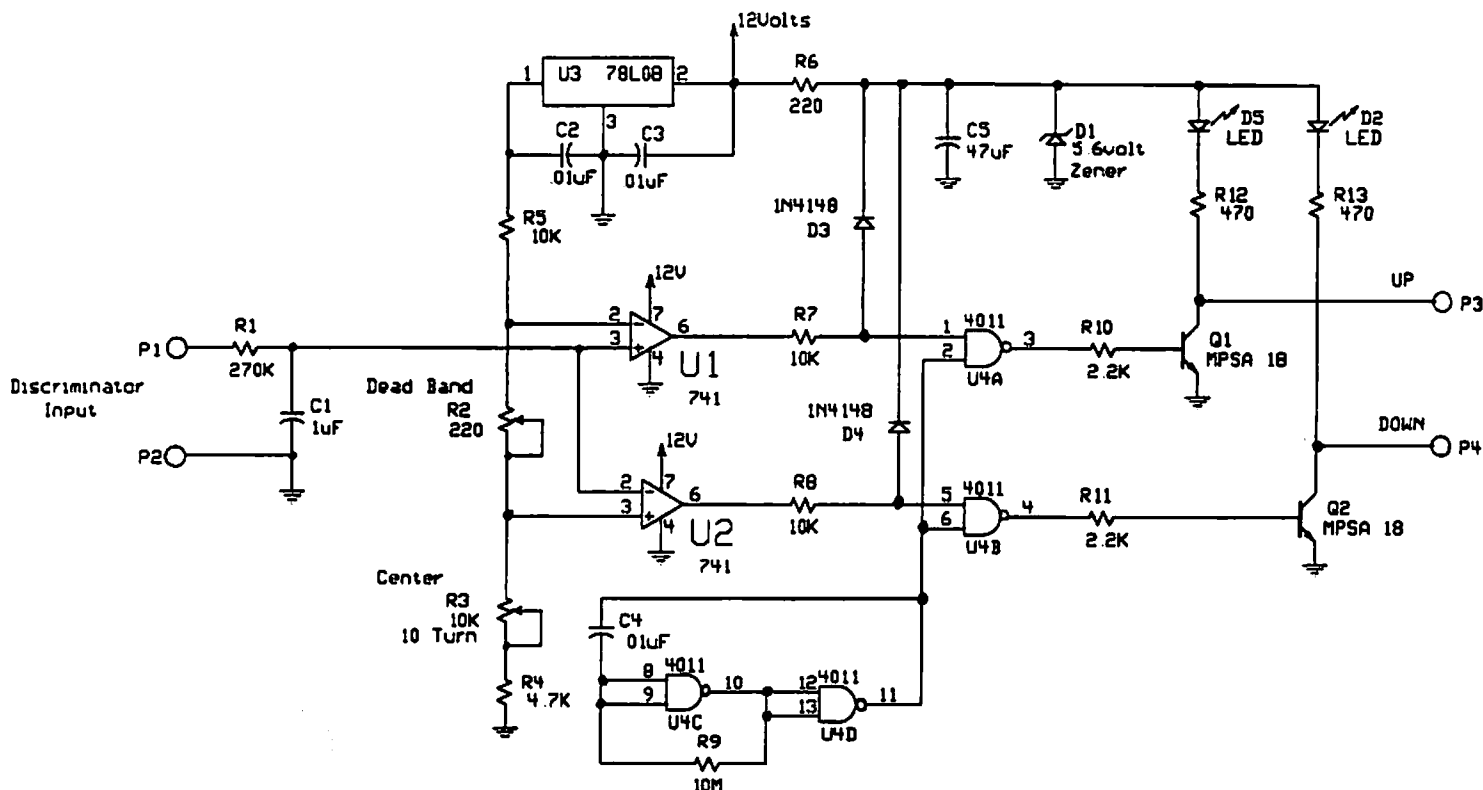 12Volts
1 U3 78L08 2
3
R6
220
C2
.01uF
C3
01uF
C5
47uF
D1
5.6volt
Zener
D5
LED
D2
LED
R5
10K
1N4148
D3
R12
470
R13
470
12V
UP
P3
P1
R1
270K
2
3
7
6
4
U1
741
R7
10K
1
2
4011
3
U4A
R10
2.2K
Q1
MPSA 18
Discriminator
Input
C1
1uF
Dead Band
R2
220
1N4148
D4
P2
12V
DOWN
P4
2
3
7
6
4
U2
741
R8
10K
5
6
4011
4
U4B
R11
2.2K
Q2
MPSA 18
Center
R3
10K
10 Turn
C4
01uF
R4
4.7K
8
9
4011
10
U4C
12
13
4011
11
U4D
R9
10M